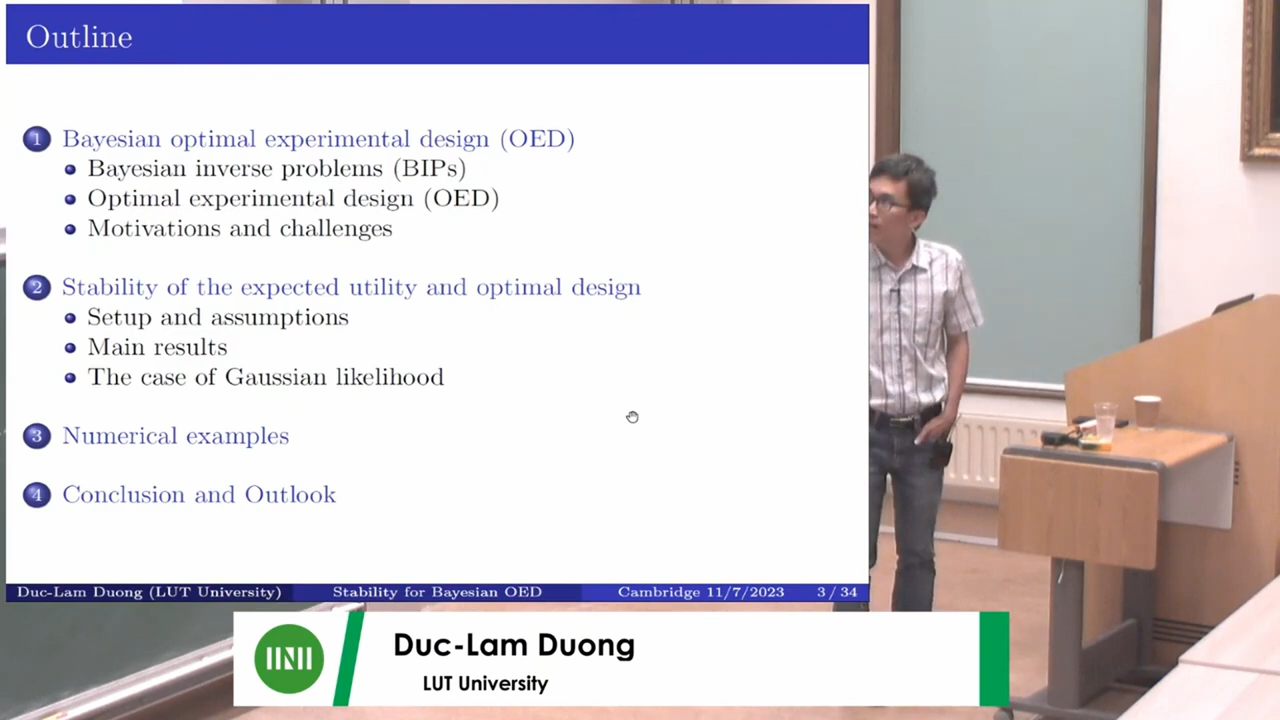 Outline
1 Bayesian optimal experimental design (OED)
Bayesian inverse problems (BIPs)
Optimal experimental design (OED)
Motivations and challenges
2 Stability of the expected utility and optimal design
Setup and assumptions
Main results
The case of Gaussian likelihood
3 Numerical examples
4 Conclusion and Outlook
Duc-Lam Duong (LUT University) Stability for Bayesian OED Cambridge 11/7/2023 3 / 34
Duc-Lam Duong
LUT University